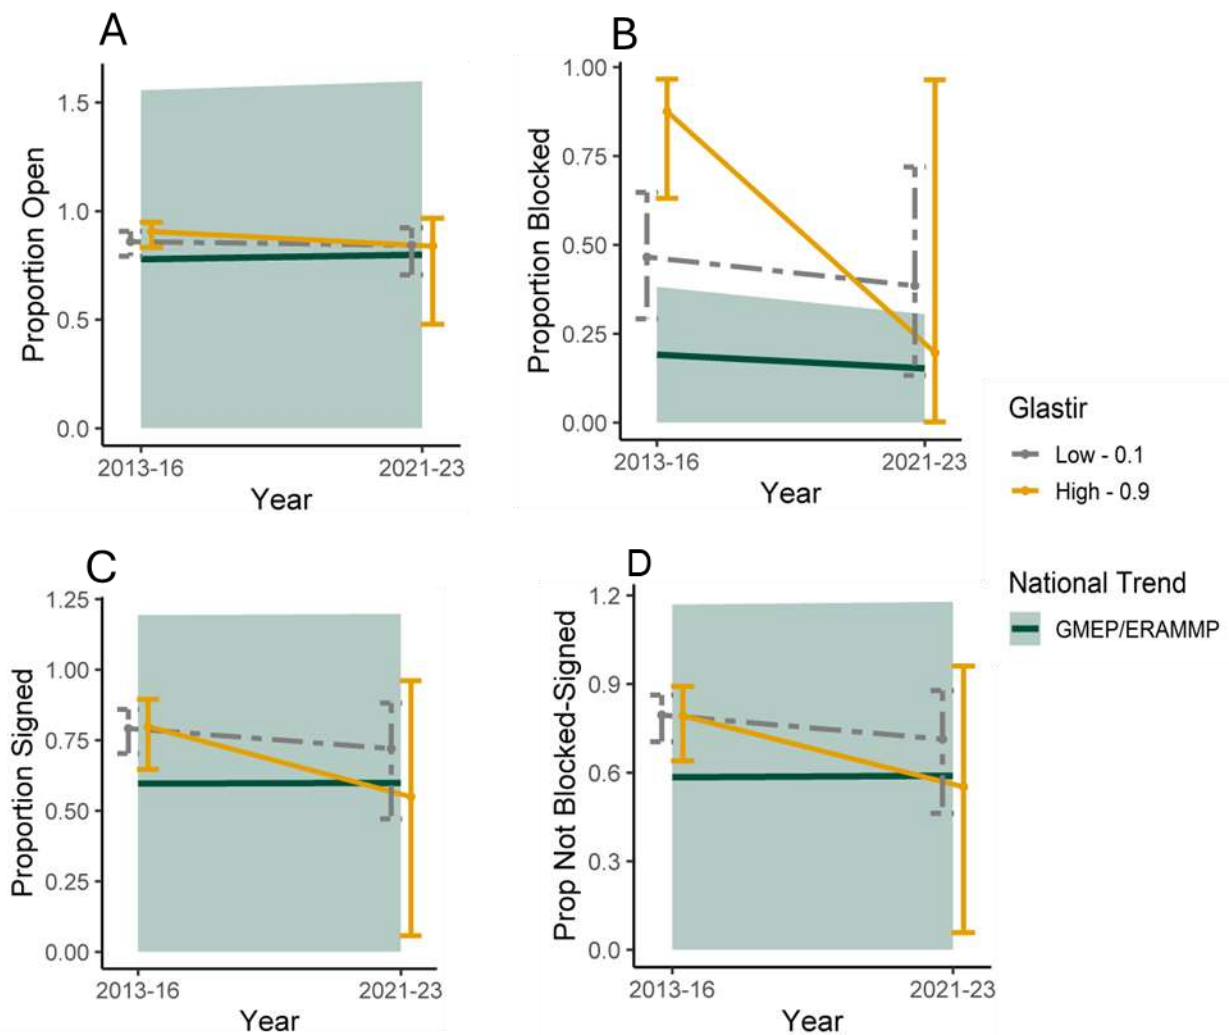 A
Proportion Open
1.5
1.0
0.5
0.0
2013-16
2021-23
Year
B
Proportion Blocked
1.00
0.75
0.50
0.25
0.00
2013-16
2021-23
Year
Glastir
Low - 0.1
High - 0.9
National Trend
GMEP/ERAMMP
C
Proportion Signed
1.25
1.00
0.75
0.50
0.25
0.00
2013-16
2021-23
Year
D
Prop Not Blocked-Signed
1.2
0.9
0.6
0.3
0.0
2013-16
2021-23
Year